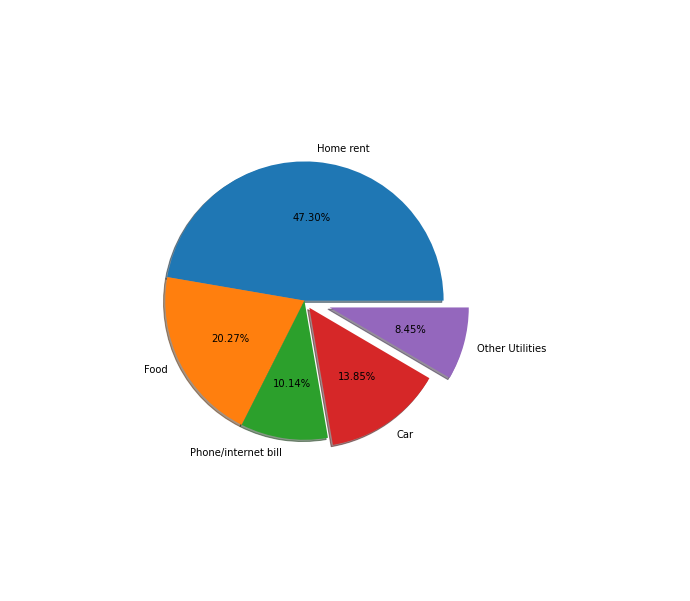 Home rent
47.30%
20.27%
Food
10.14%
Phone/internet bill
13.85%
Car
8.45%
Other Utilities